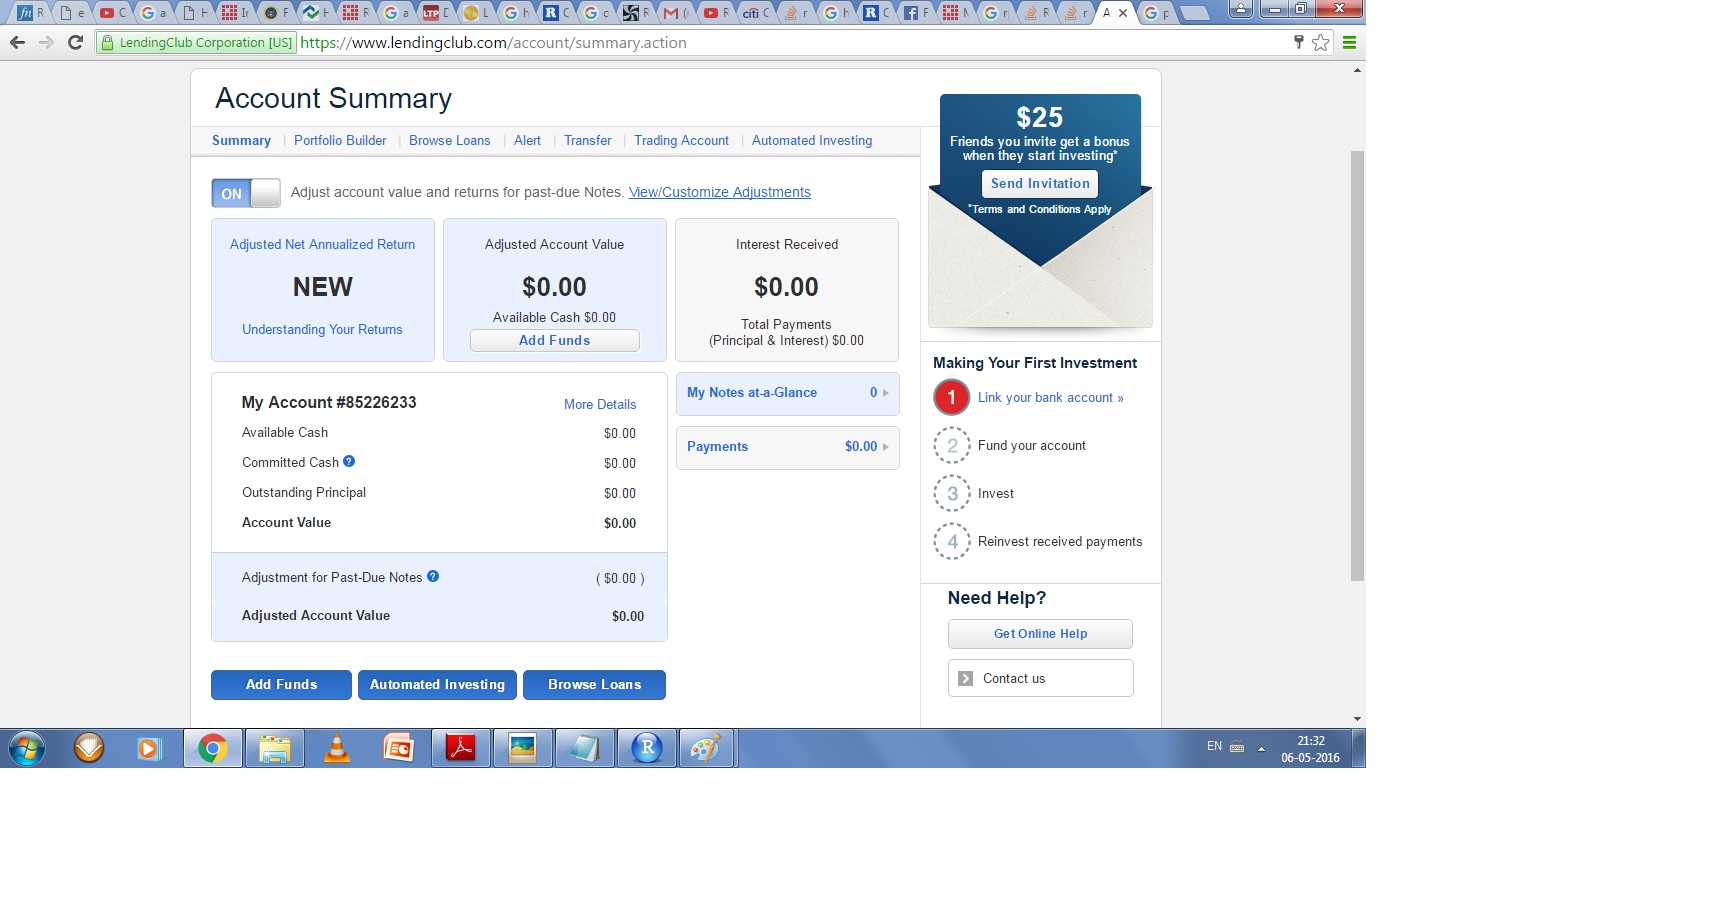 LendingClub Corporation [US] https://www.lendingclub.com/account/summary.action
Account Summary
Summary Portfolio Builder Browse Loans Alert Transfer Trading Account Automated Investing
ON Adjust account value and returns for past-due Notes. View/Customize Adjustments
Adjusted Net Annualized Return
NEW
Understanding Your Returns
Adjusted Account Value
$0.00
Available Cash $0.00
Add Funds
Interest Received
$0.00
Total Payments
(Principal & Interest) $0.00
My Account #85226233 More Details
Available Cash $0.00
Committed Cash ? $0.00
Outstanding Principal $0.00
Account Value $0.00
Adjustment for Past-Due Notes ? ( $0.00 )
Adjusted Account Value $0.00
My Notes at-a-Glance 0
Payments $0.00
Add Funds Automated Investing Browse Loans
$25
Friends you invite get a bonus
when they start investing*
Send Invitation
*Terms and Conditions Apply
Making Your First Investment
1 Link your bank account »
2 Fund your account
3 Invest
4 Reinvest received payments
Need Help?
Get Online Help
Contact us
EN 21:32
06-05-2016